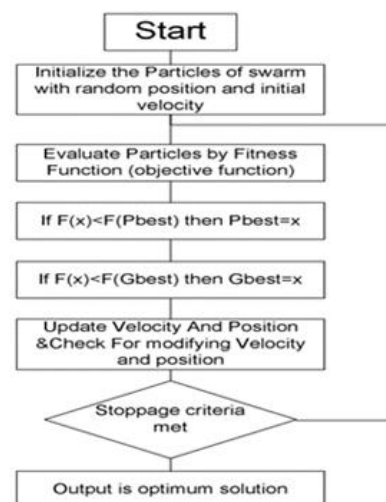 Start
Initialize the Particles of swarm
with random position and initial
velocity
Evaluate Particles by Fitness
Function (objective function)
If F(x)<F(Pbest) then Pbest=x
If F(x)<F(Gbest) then Gbest=x
Update Velocity And Position
&Check For modifying Velocity
and position
Stoppage criteria
met
Output is optimum solution